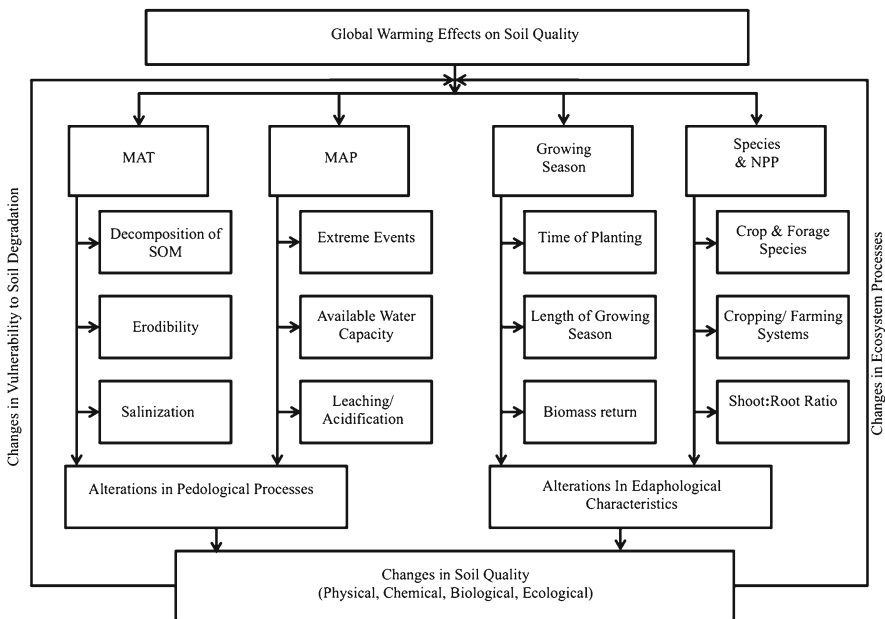 Global Warming Effects on Soil Quality
MAT
MAP
Growing
Season
Species
& NPP
Decomposition of
SOM
Extreme Events
Time of Planting
Crop & Forage
Species
Erodibility
Available Water
Capacity
Length of Growing
Season
Cropping/ Farming
Systems
Salinization
Leaching/
Acidification
Biomass return
Shoot:Root Ratio
Alterations in Pedological Processes
Alterations In Edaphological
Characteristics
Changes in Soil Quality
(Physical, Chemical, Biological, Ecological)
Changes in Vulnerability to Soil Degradation
Changes in Ecosystem Processes